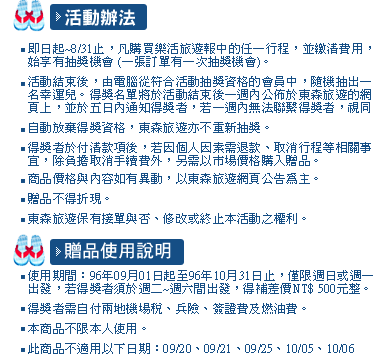 活動辦法
即日起~8/31止，凡購買樂活旅遊報中的任一行程，並繳清費用，
始享有抽獎機會 (一張訂單有一次抽獎機會)。
活動結束後，由電腦從符合活動抽獎資格的會員中，隨機抽出一
名幸運兒。得獎名單將於活動結束後一週內公佈於東森旅遊的網
頁上，並於五日內通知得獎者，若一週內無法聯繫得獎者，視同
自動放棄得獎資格，東森旅遊亦不重新抽獎。
得獎者於付清款項後，若因個人因素需退款、取消行程等相關事
宜，除負擔取消手續費外，另需以市場價格購入贈品。
商品價格與內容如有異動，以東森旅遊網頁公告為主。
贈品不得折現。
東森旅遊保有接單與否、修改或終止本活動之權利。
贈品使用說明
使用期間：96年09月01日起至96年10月31日止，僅限週日或週一
出發，若得獎者須於週二~週六間出發，得補差價NT$ 500元整。
得獎者需自付兩地機場稅、兵險、簽證費及燃油費。
本商品不限本人使用。
此商品不適用以下日期：09/20、09/21、09/25、10/05、10/06